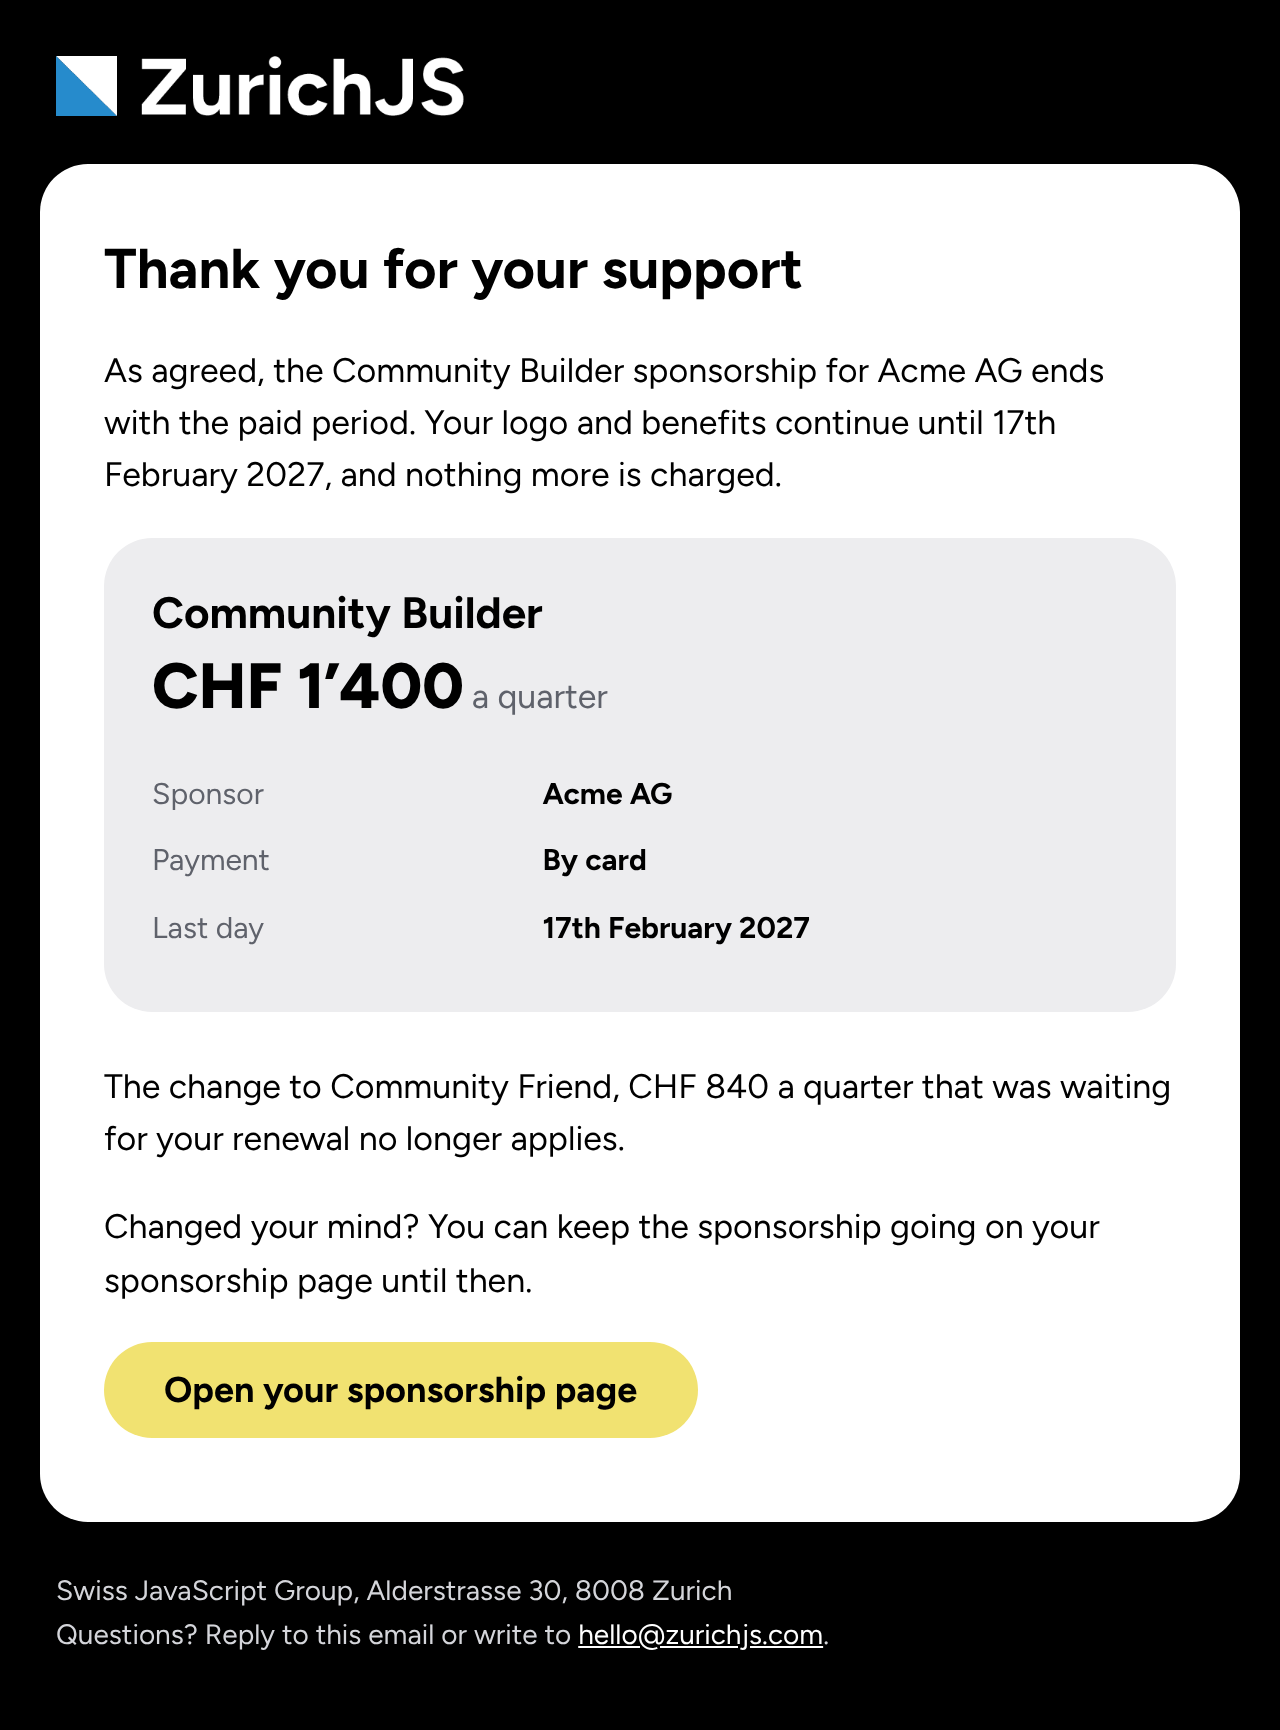 ZurichJS
Thank you for your support
As agreed, the Community Builder sponsorship for Acme AG ends
with the paid period. Your logo and benefits continue until 17th
February 2027, and nothing more is charged.
Community Builder
CHF 1’400 a quarter
Sponsor Acme AG
Payment By card
Last day 17th February 2027
The change to Community Friend, CHF 840 a quarter that was waiting
for your renewal no longer applies.
Changed your mind? You can keep the sponsorship going on your
sponsorship page until then.
Open your sponsorship page
Swiss JavaScript Group, Alderstrasse 30, 8008 Zurich
Questions? Reply to this email or write to hello@zurichjs.com.